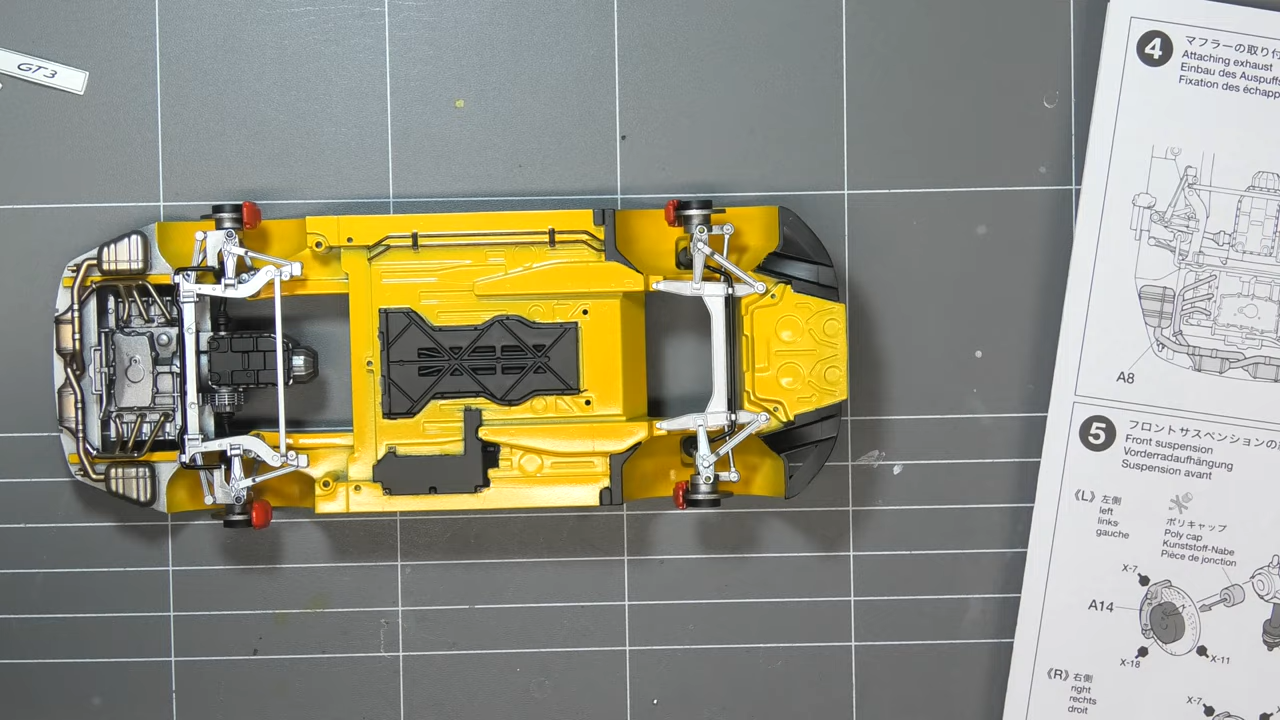 GT3
4 マフラーの取り付
Attaching exhaust
Einbau des Auspuffs
Fixation des échapp
A8
5 フロントサスペンションの
Front suspension
Vorderradaufhängung
Suspension avant
《L》 左側
left
links
gauche
ポリキャップ
Poly cap
Kunststoff-Nabe
Pièce de jonction
X-7
A14
X-18
X-11
《R》 右側
right
rechts
droit
X-7